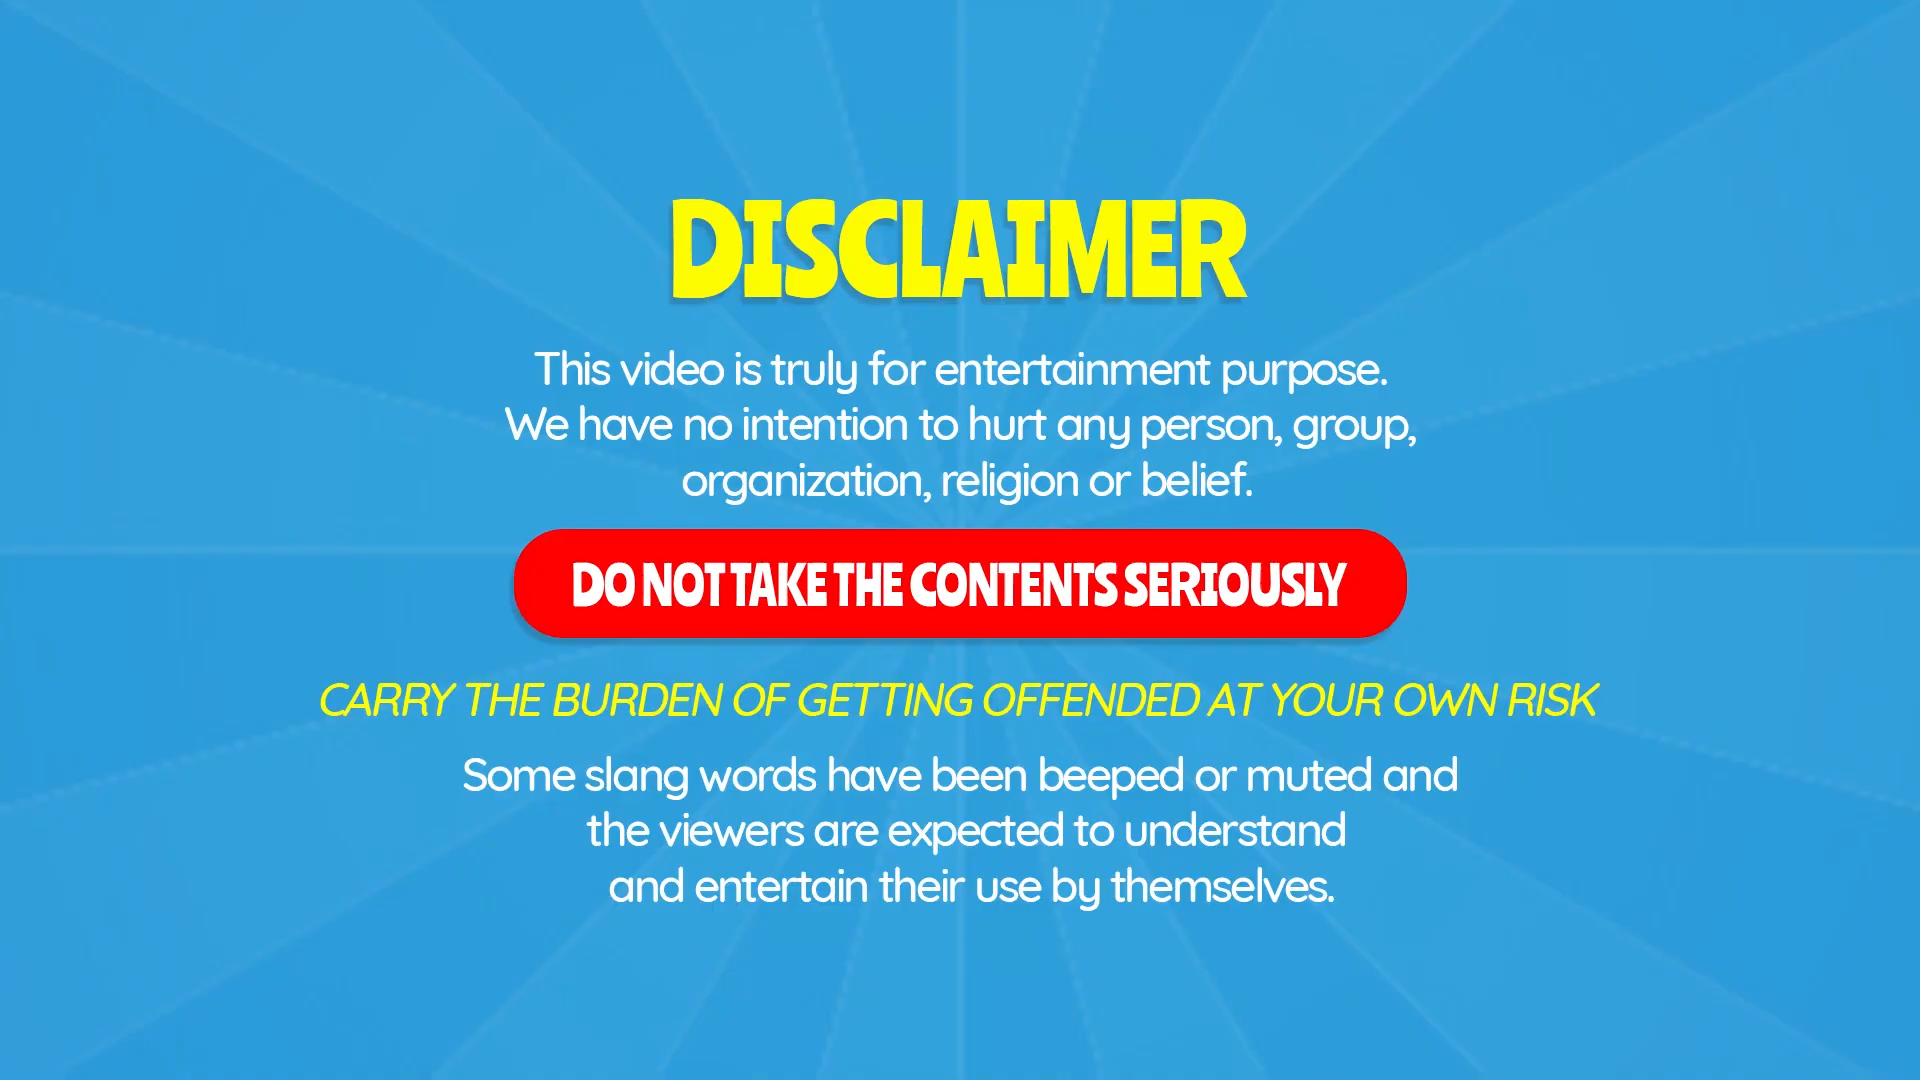 DISCLAIMER
This video is truly for entertainment purpose.
We have no intention to hurt any person, group,
organization, religion or belief.
DO NOT TAKE THE CONTENTS SERIOUSLY
CARRY THE BURDEN OF GETTING OFFENDED AT YOUR OWN RISK
Some slang words have been beeped or muted and
the viewers are expected to understand
and entertain their use by themselves.